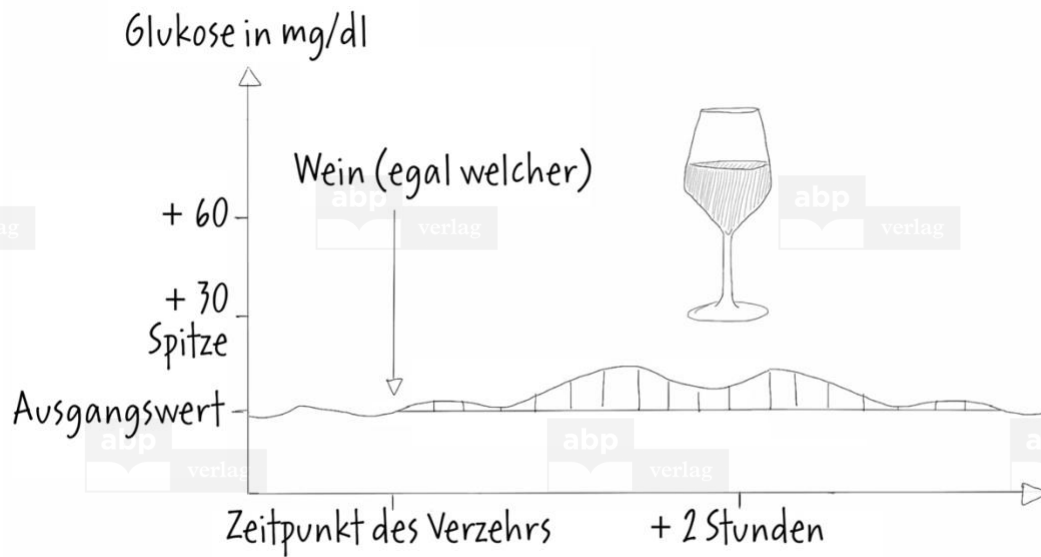 Glukose in mg/dl
Wein (egal welcher)
+ 60
+ 30
Spitze
Ausgangswert
Zeitpunkt des Verzehrs
+ 2 Stunden
abp
verlag
abp
verlag
abp
verlag
abp
verlag